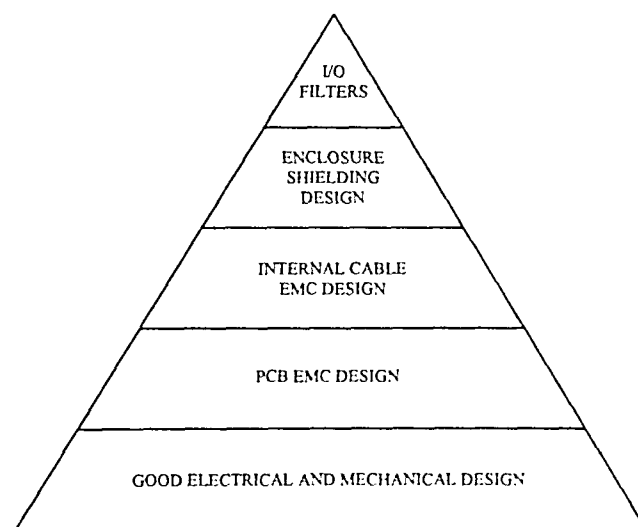 I/O
FILTERS
ENCLOSURE
SHIELDING
DESIGN
INTERNAL CABLE
EMC DESIGN
PCB EMC DESIGN
GOOD ELECTRICAL AND MECHANICAL DESIGN